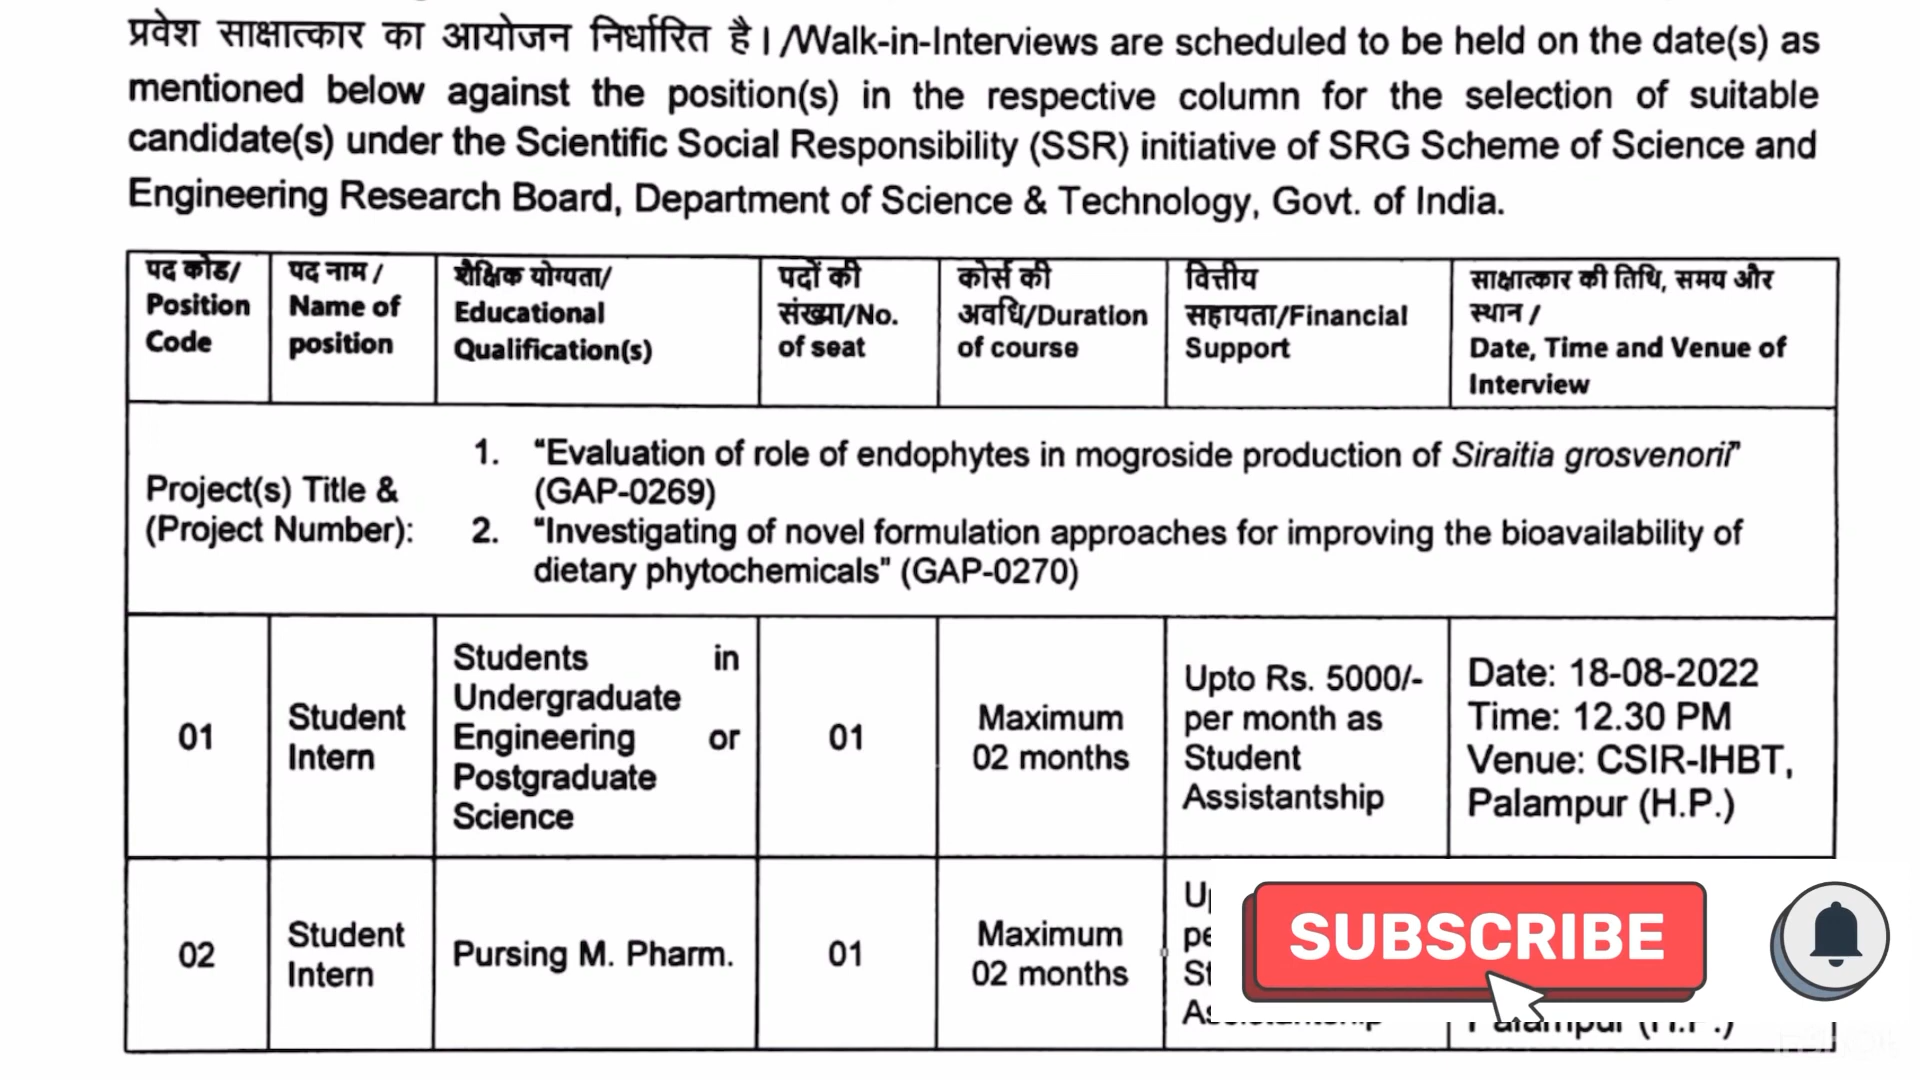 प्रवेश साक्षात्कार का आयोजन निर्धारित है। /Walk-in-Interviews are scheduled to be held on the date(s) as
mentioned below against the position(s) in the respective column for the selection of suitable
candidate(s) under the Scientific Social Responsibility (SSR) initiative of SRG Scheme of Science and
Engineering Research Board, Department of Science & Technology, Govt. of India.
पद कोड/
Position
Code
पद नाम /
Name of
position
शैक्षिक योग्यता/
Educational
Qualification(s)
पदों की
संख्या/No.
of seat
कोर्स की
अवधि/Duration
of course
वित्तीय
सहायता/Financial
Support
साक्षात्कार की तिथि, समय और
स्थान /
Date, Time and Venue of
Interview
Project(s) Title &
(Project Number):
1. “Evaluation of role of endophytes in mogroside production of Siraitia grosvenorii”
(GAP-0269)
2. “Investigating of novel formulation approaches for improving the bioavailability of
dietary phytochemicals” (GAP-0270)
01
Student
Intern
Students in
Undergraduate
Engineering or
Postgraduate
Science
01
Maximum
02 months
Upto Rs. 5000/-
per month as
Student
Assistantship
Date: 18-08-2022
Time: 12.30 PM
Venue: CSIR-IHBT,
Palampur (H.P.)
02
Student
Intern
Pursing M. Pharm.
01
Maximum
02 months
SUBSCRIBE
Palampur (H.P.)